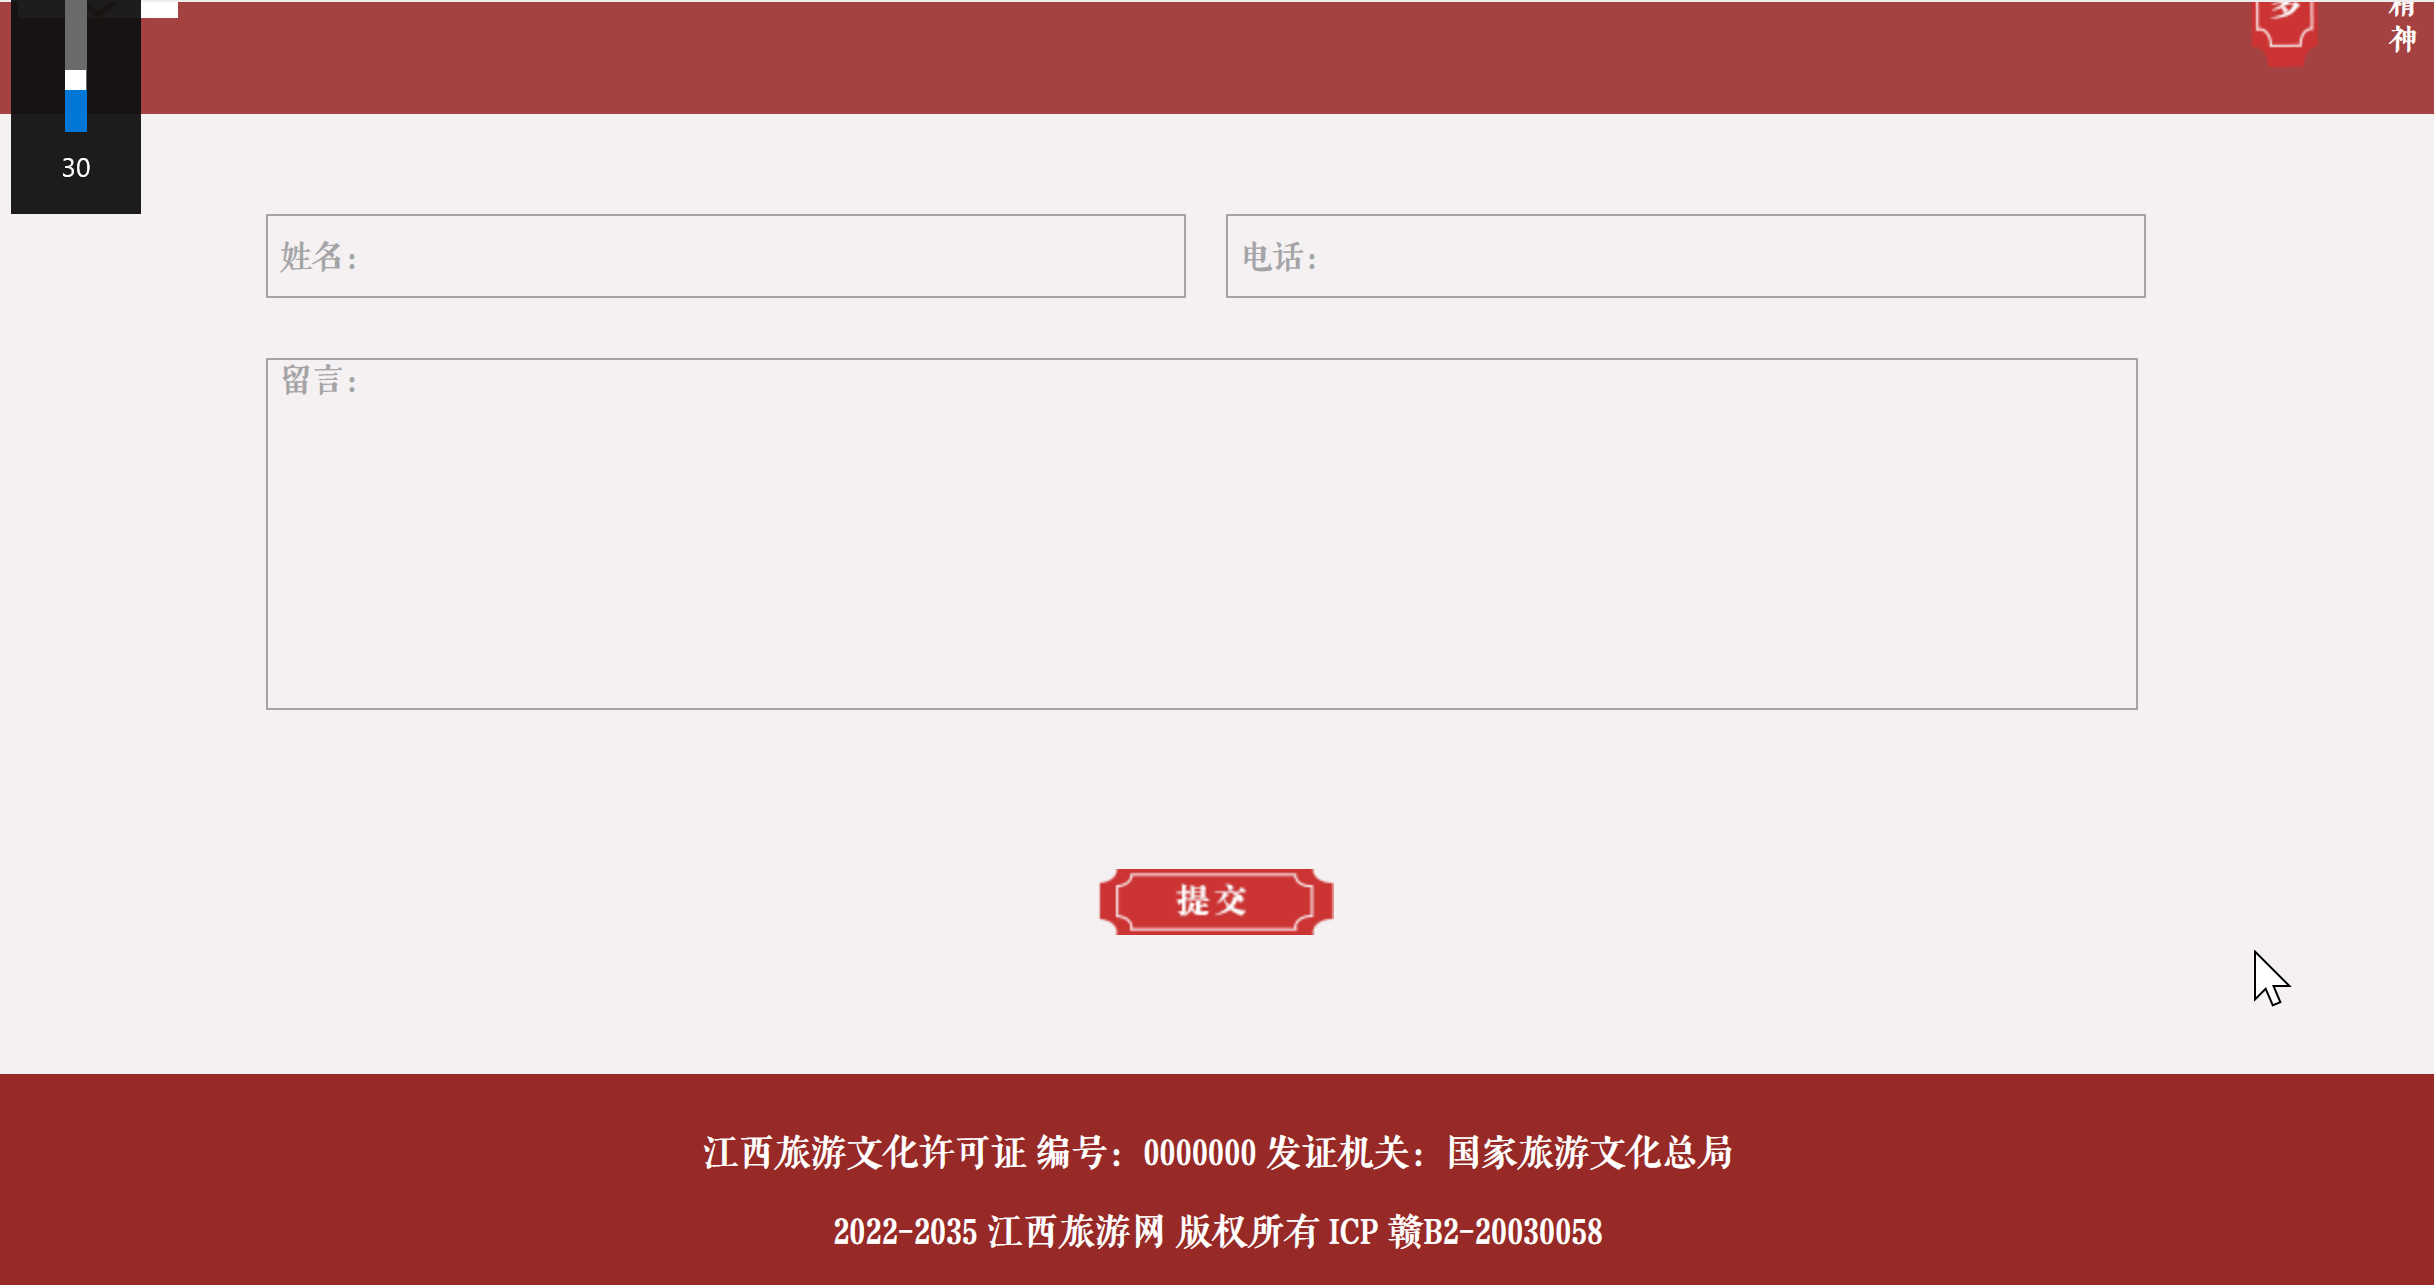 多
精
神
30
姓名：
电话：
留言：
提交
江西旅游文化许可证 编号：0000000 发证机关：国家旅游文化总局
2022-2035 江西旅游网 版权所有 ICP 赣B2-20030058